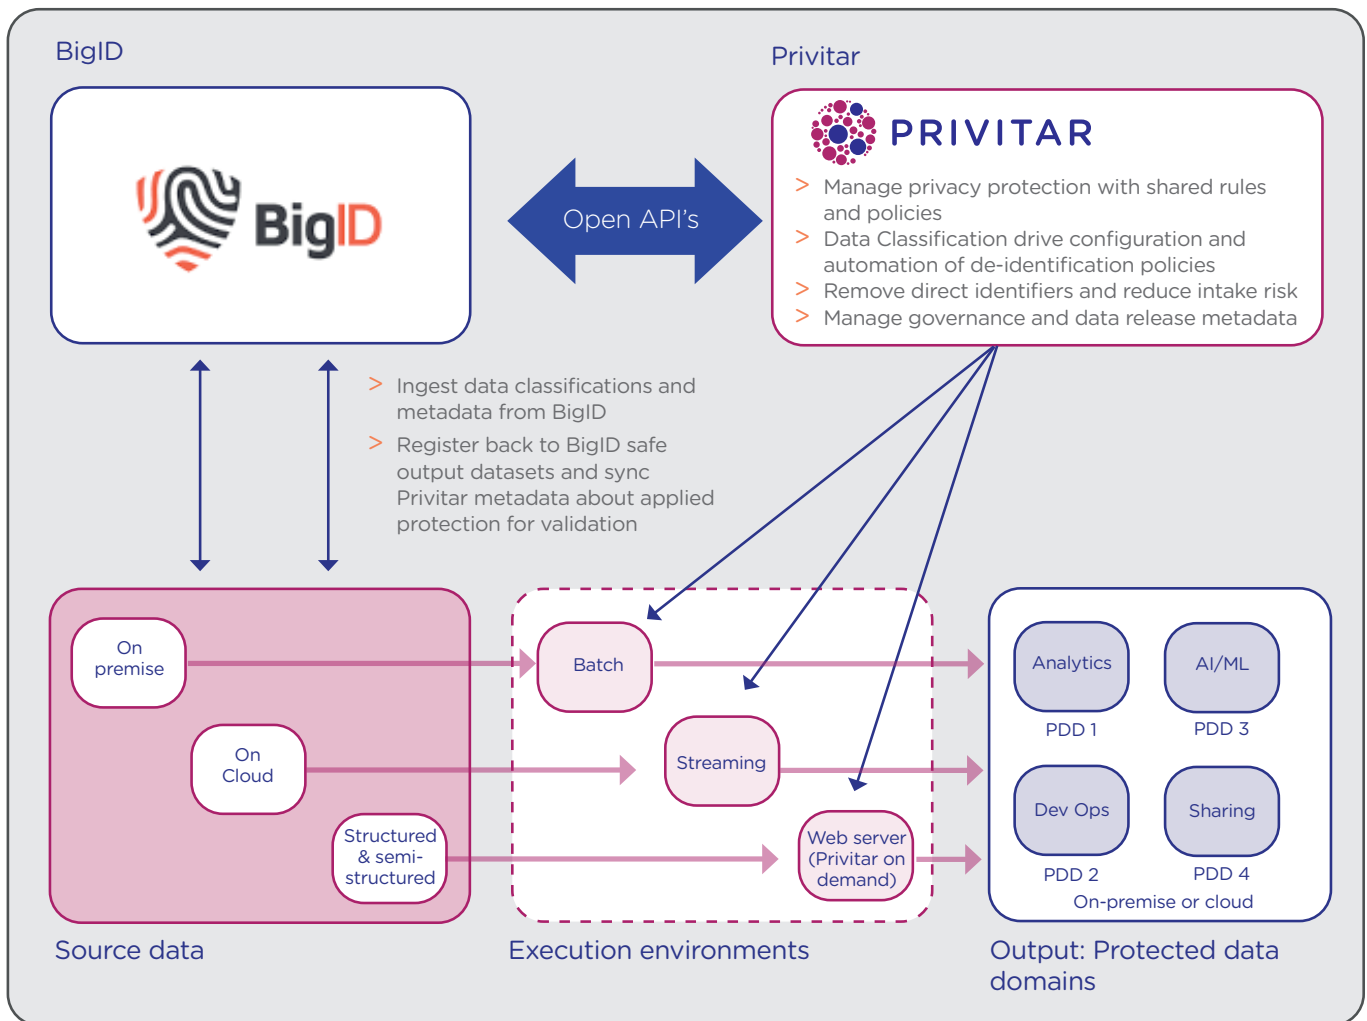 BigID
Privitar
BigID
PRIVITAR
> Manage privacy protection with shared rules
and policies
> Data Classification drive configuration and
automation of de-identification policies
> Remove direct identifiers and reduce intake risk
> Manage governance and data release metadata
Open API's
> Ingest data classifications and
metadata from BigID
> Register back to BigID safe
output datasets and sync
Privitar metadata about applied
protection for validation
On
premise
On
Cloud
Structured
& semi-
structured
Source data
Batch
Streaming
Web server
(Privitar on
demand)
Execution environments
Analytics
PDD 1
AI/ML
PDD 3
Dev Ops
PDD 2
Sharing
PDD 4
On-premise or cloud
Output: Protected data
domains